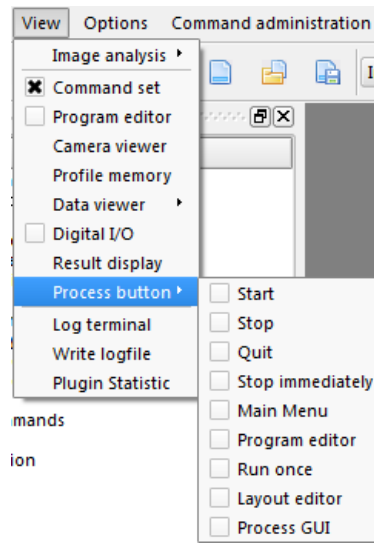 View Options Command administration
Image analysis
Command set
Program editor
Camera viewer
Profile memory
Data viewer
Digital I/O
Result display
Process button
Log terminal
Write logfile
Plugin Statistic
Start
Stop
Quit
Stop immediately
Main Menu
Program editor
Run once
Layout editor
Process GUI
mands
ion